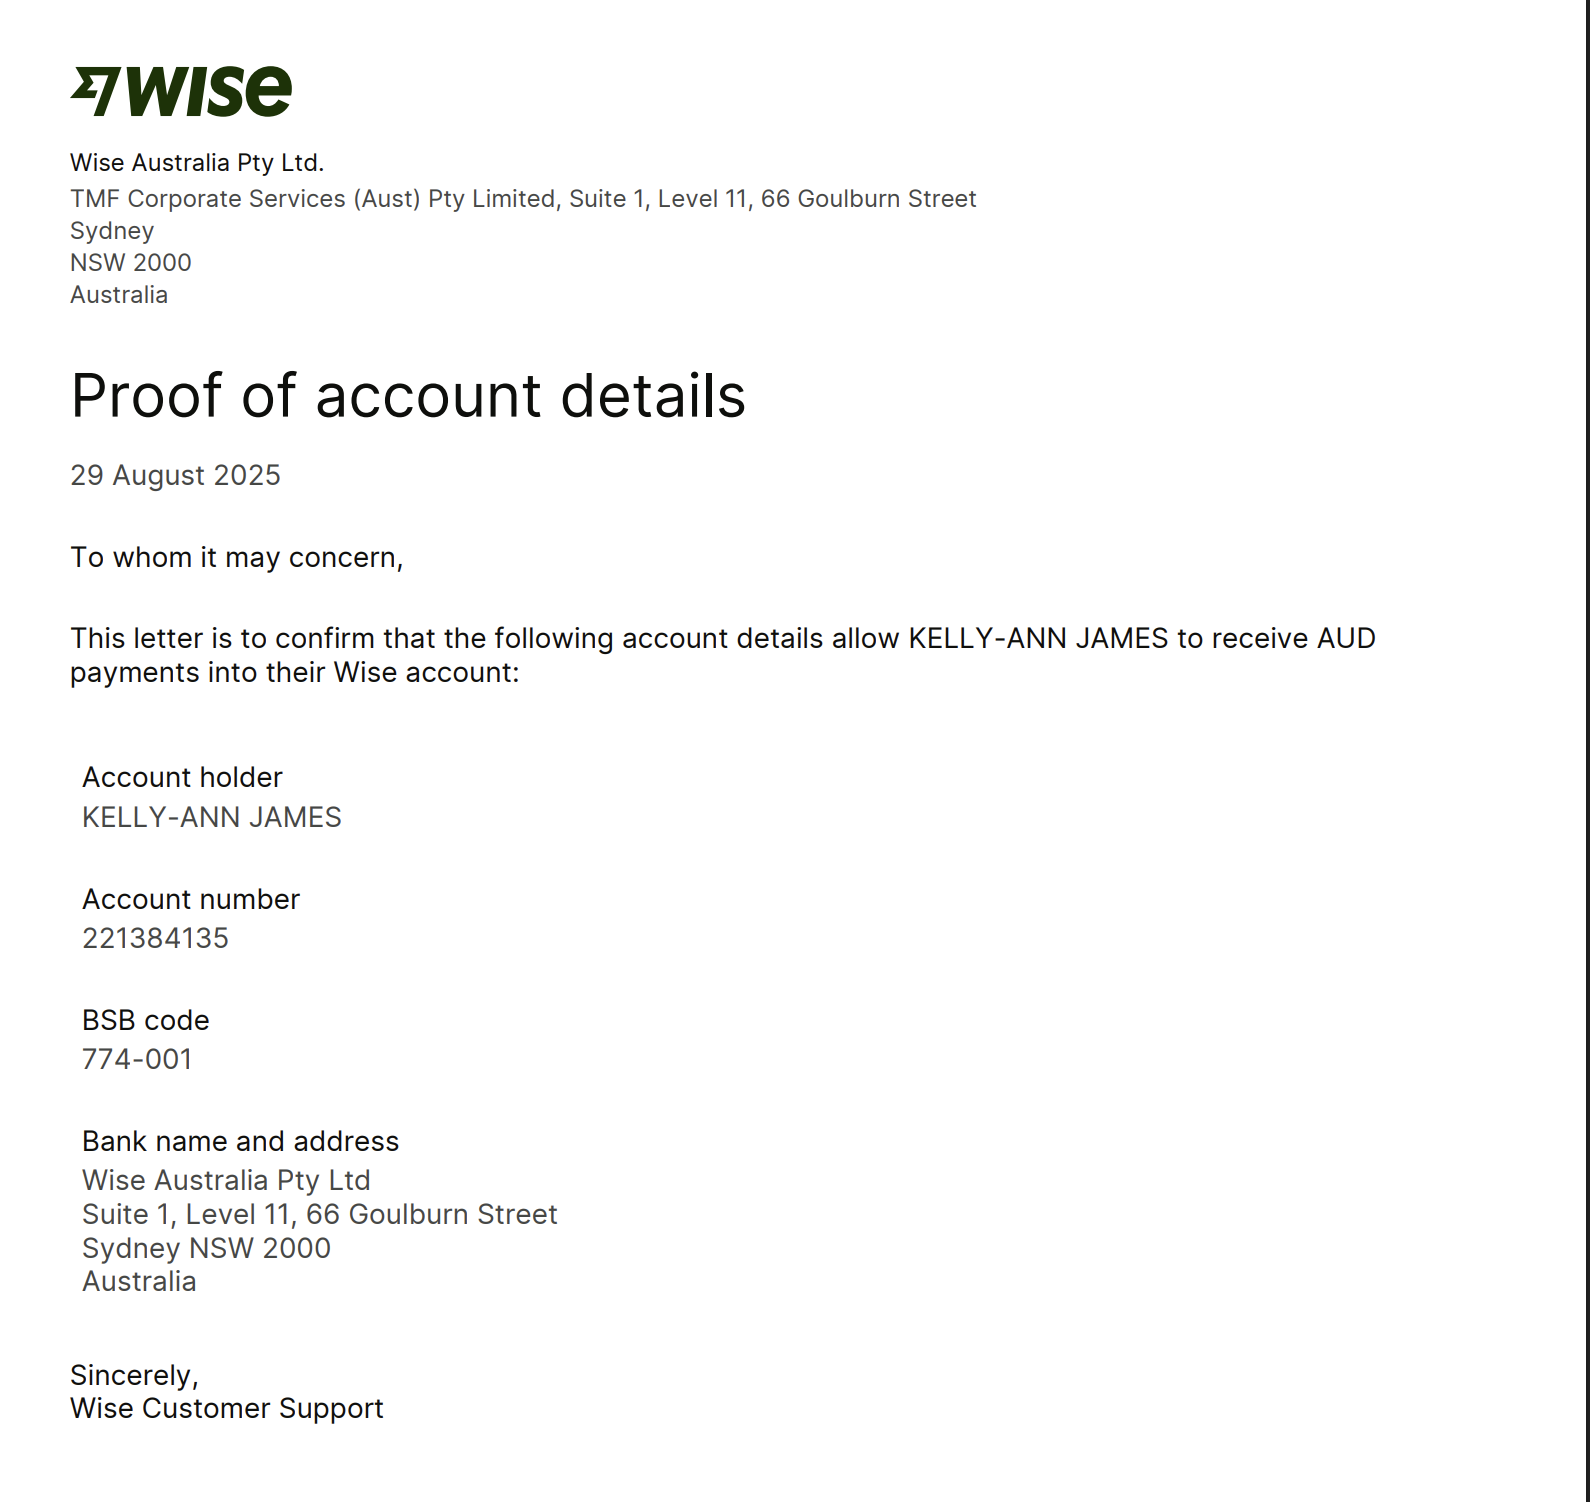 wise
Wise Australia Pty Ltd.
TMF Corporate Services (Aust) Pty Limited, Suite 1, Level 11, 66 Goulburn Street
Sydney
NSW 2000
Australia
Proof of account details
29 August 2025
To whom it may concern,
This letter is to confirm that the following account details allow KELLY-ANN JAMES to receive AUD
payments into their Wise account:
Account holder
KELLY-ANN JAMES
Account number
221384135
BSB code
774-001
Bank name and address
Wise Australia Pty Ltd
Suite 1, Level 11, 66 Goulburn Street
Sydney NSW 2000
Australia
Sincerely,
Wise Customer Support